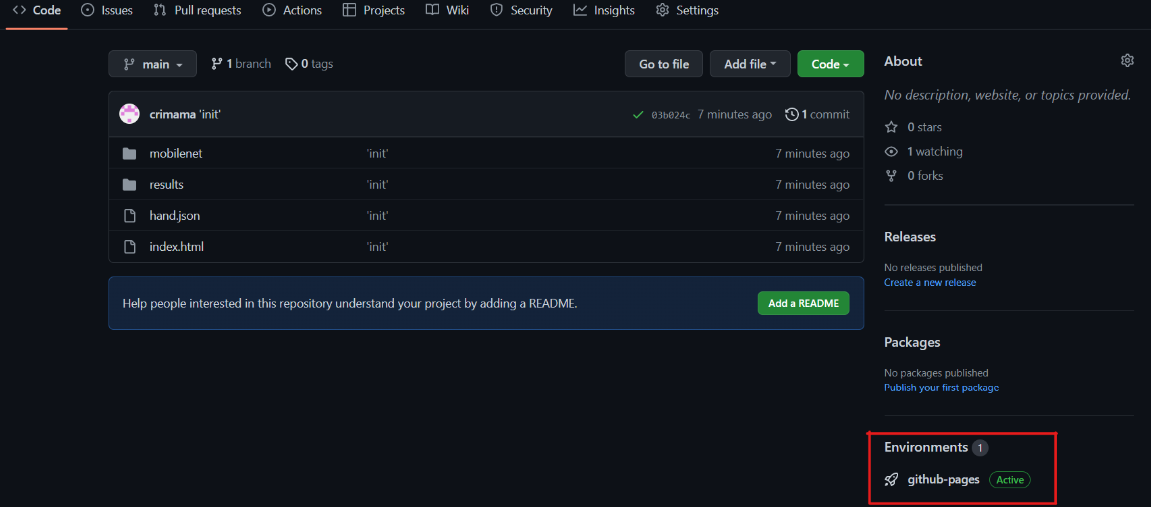 Code Issues Pull requests Actions Projects Wiki Security Insights Settings
main 1 branch 0 tags Go to file Add file Code
crimama 'init' 03b024c 7 minutes ago 1 commit
mobilenet 'init' 7 minutes ago
results 'init' 7 minutes ago
hand.json 'init' 7 minutes ago
index.html 'init' 7 minutes ago
Help people interested in this repository understand your project by adding a README. Add a README
About
No description, website, or topics provided.
0 stars
1 watching
0 forks
Releases
No releases published
Create a new release
Packages
No packages published
Publish your first package
Environments 1
github-pages Active